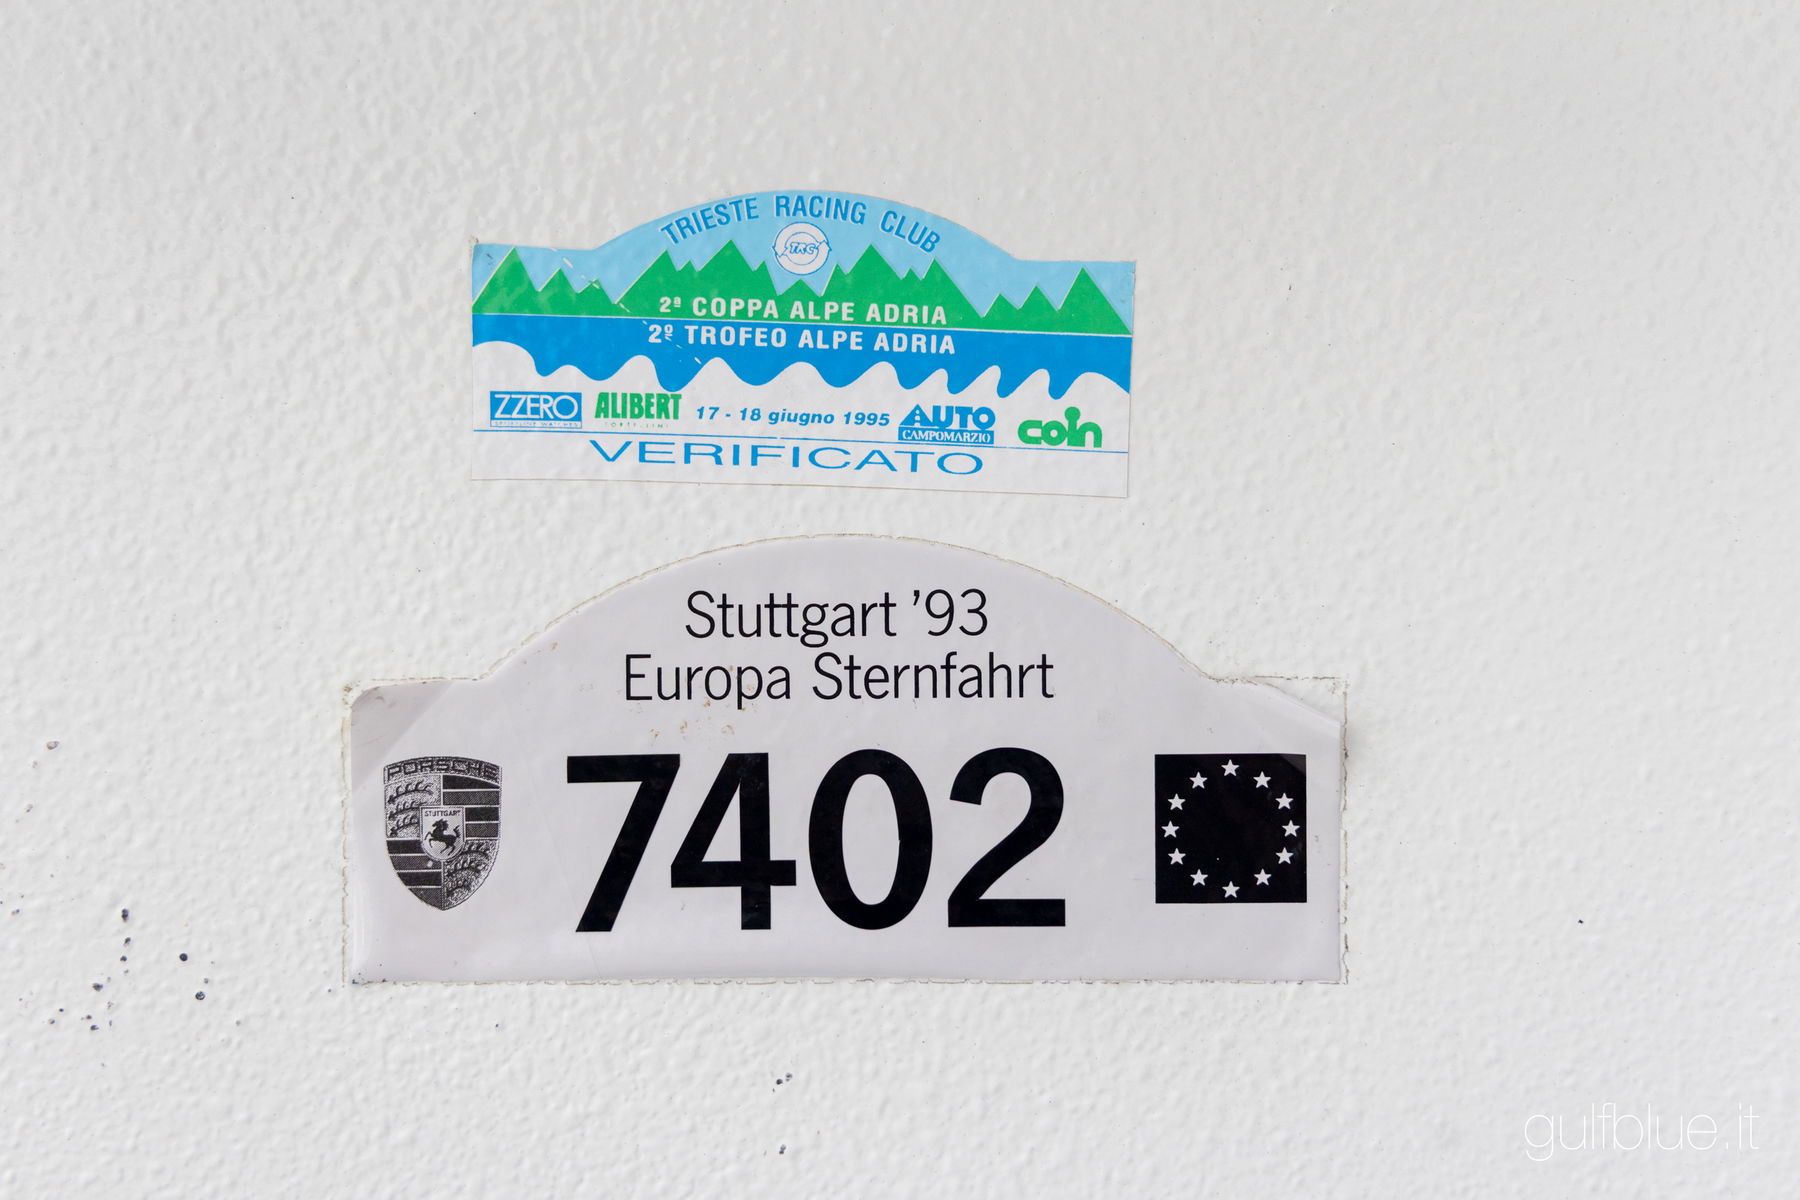 TRIESTE RACING CLUB
TRC
2ª COPPA ALPE ADRIA
2º TROFEO ALPE ADRIA
ZZERO ALIBERT 17 - 18 giugno 1995 AUTO CAMPOMARZIO coin
VERIFICATO
Stuttgart ’93
Europa Sternfahrt
PORSCHE
STUTTGART
7402
gulfblue.it